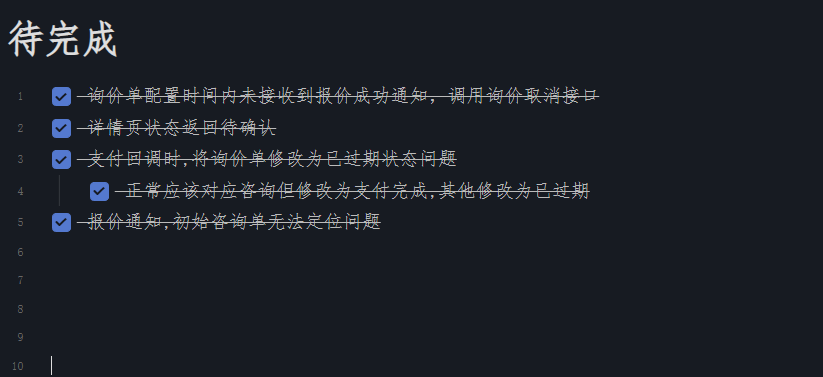 待完成
1 询价单配置时间内未接收到报价成功通知，调用询价取消接口
2 详情页状态返回待确认
3 支付回调时,将询价单修改为已过期状态问题
4 正常应该对应咨询但修改为支付完成,其他修改为已过期
5 报价通知,初始咨询单无法定位问题
6
7
8
9
10